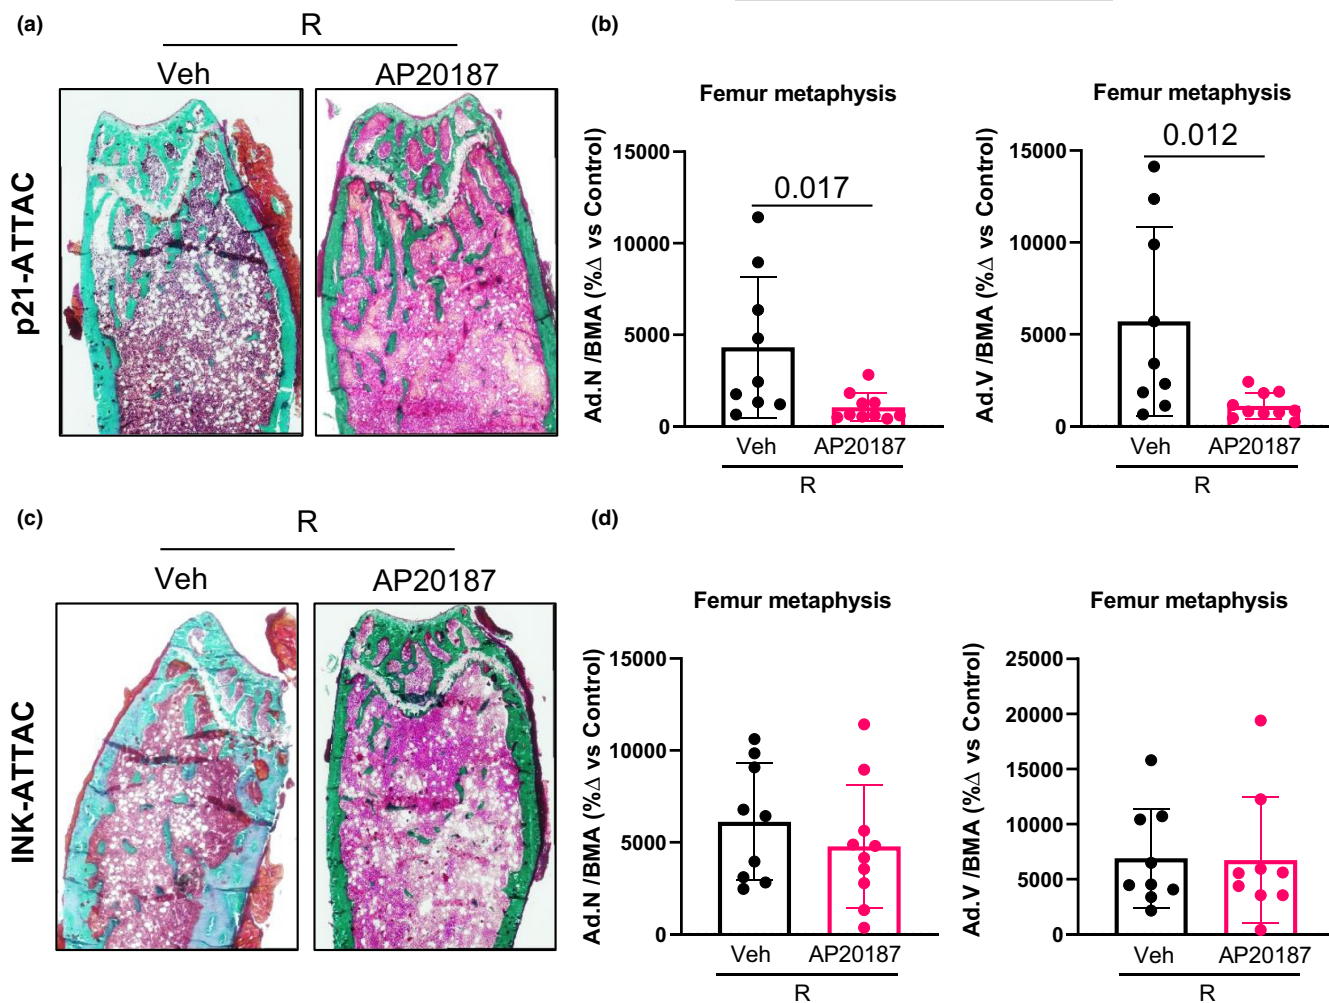 (a)
R
Veh AP20187
p21-ATTAC
(b)
Femur metaphysis
Ad.N /BMA (%Δ vs Control)
15000
10000
5000
0
0.017
Veh AP20187
R
Femur metaphysis
Ad.V /BMA (%Δ vs Control)
15000
10000
5000
0
0.012
Veh AP20187
R
(c)
R
Veh AP20187
INK-ATTAC
(d)
Femur metaphysis
Ad.N /BMA (%Δ vs Control)
15000
10000
5000
0
Veh AP20187
R
Femur metaphysis
Ad.V /BMA (%Δ vs Control)
25000
20000
15000
10000
5000
0
Veh AP20187
R